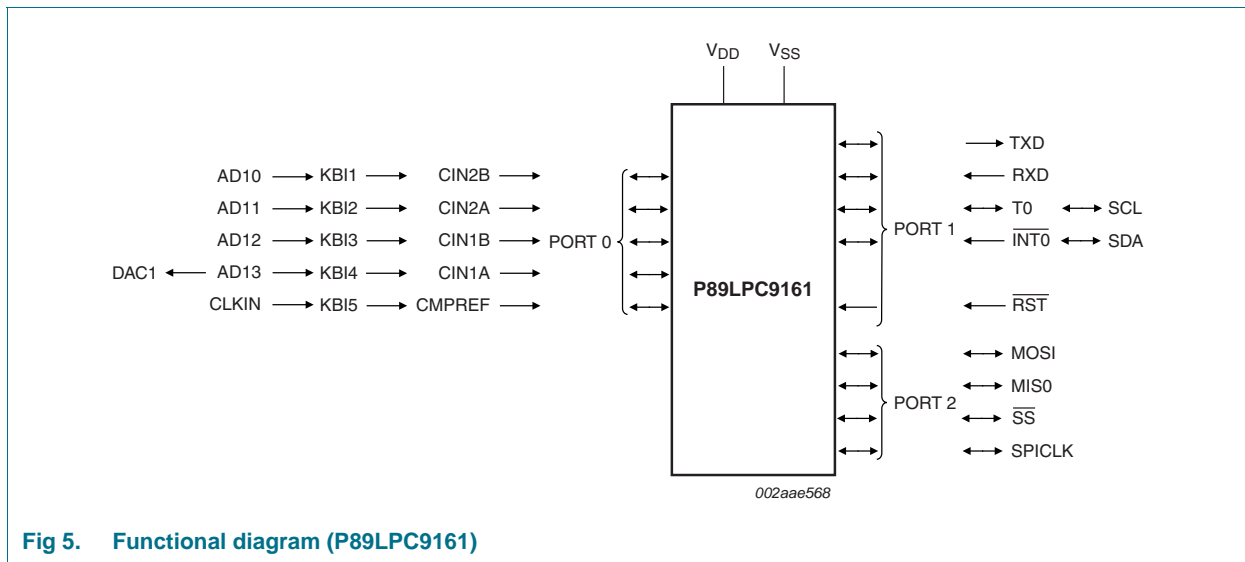 VDD VSS
TXD
AD10 KBI1 CIN2B RXD
AD11 KBI2 CIN2A T0 SCL
AD12 KBI3 CIN1B PORT 0 PORT 1 INT0 SDA
DAC1 AD13 KBI4 CIN1A P89LPC9161
CLKIN KBI5 CMPREF RST
MOSI
MIS0
PORT 2
SS
SPICLK
002aae568
Fig 5. Functional diagram (P89LPC9161)